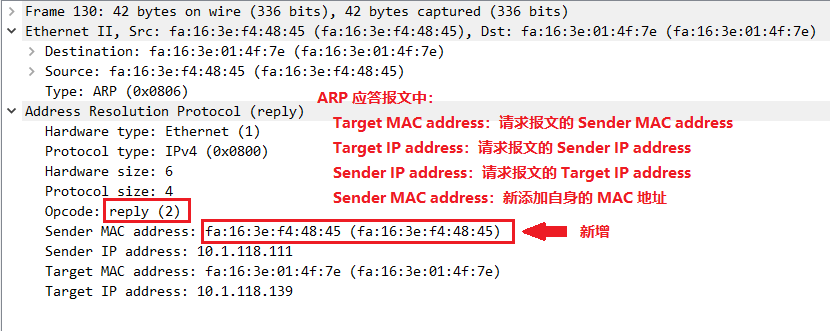 Frame 130: 42 bytes on wire (336 bits), 42 bytes captured (336 bits)
Ethernet II, Src: fa:16:3e:f4:48:45 (fa:16:3e:f4:48:45), Dst: fa:16:3e:01:4f:7e (fa:16:3e:01:4f:7e)
Destination: fa:16:3e:01:4f:7e (fa:16:3e:01:4f:7e)
Source: fa:16:3e:f4:48:45 (fa:16:3e:f4:48:45)
Type: ARP (0x0806)
Address Resolution Protocol (reply)
Hardware type: Ethernet (1)
Protocol type: IPv4 (0x0800)
Hardware size: 6
Protocol size: 4
Opcode: reply (2)
Sender MAC address: fa:16:3e:f4:48:45 (fa:16:3e:f4:48:45)
Sender IP address: 10.1.118.111
Target MAC address: fa:16:3e:01:4f:7e (fa:16:3e:01:4f:7e)
Target IP address: 10.1.118.139
ARP 应答报文中：
Target MAC address：请求报文的 Sender MAC address
Target IP address：请求报文的 Sender IP address
Sender IP address：请求报文的 Target IP address
Sender MAC address：新添加自身的 MAC 地址
新增